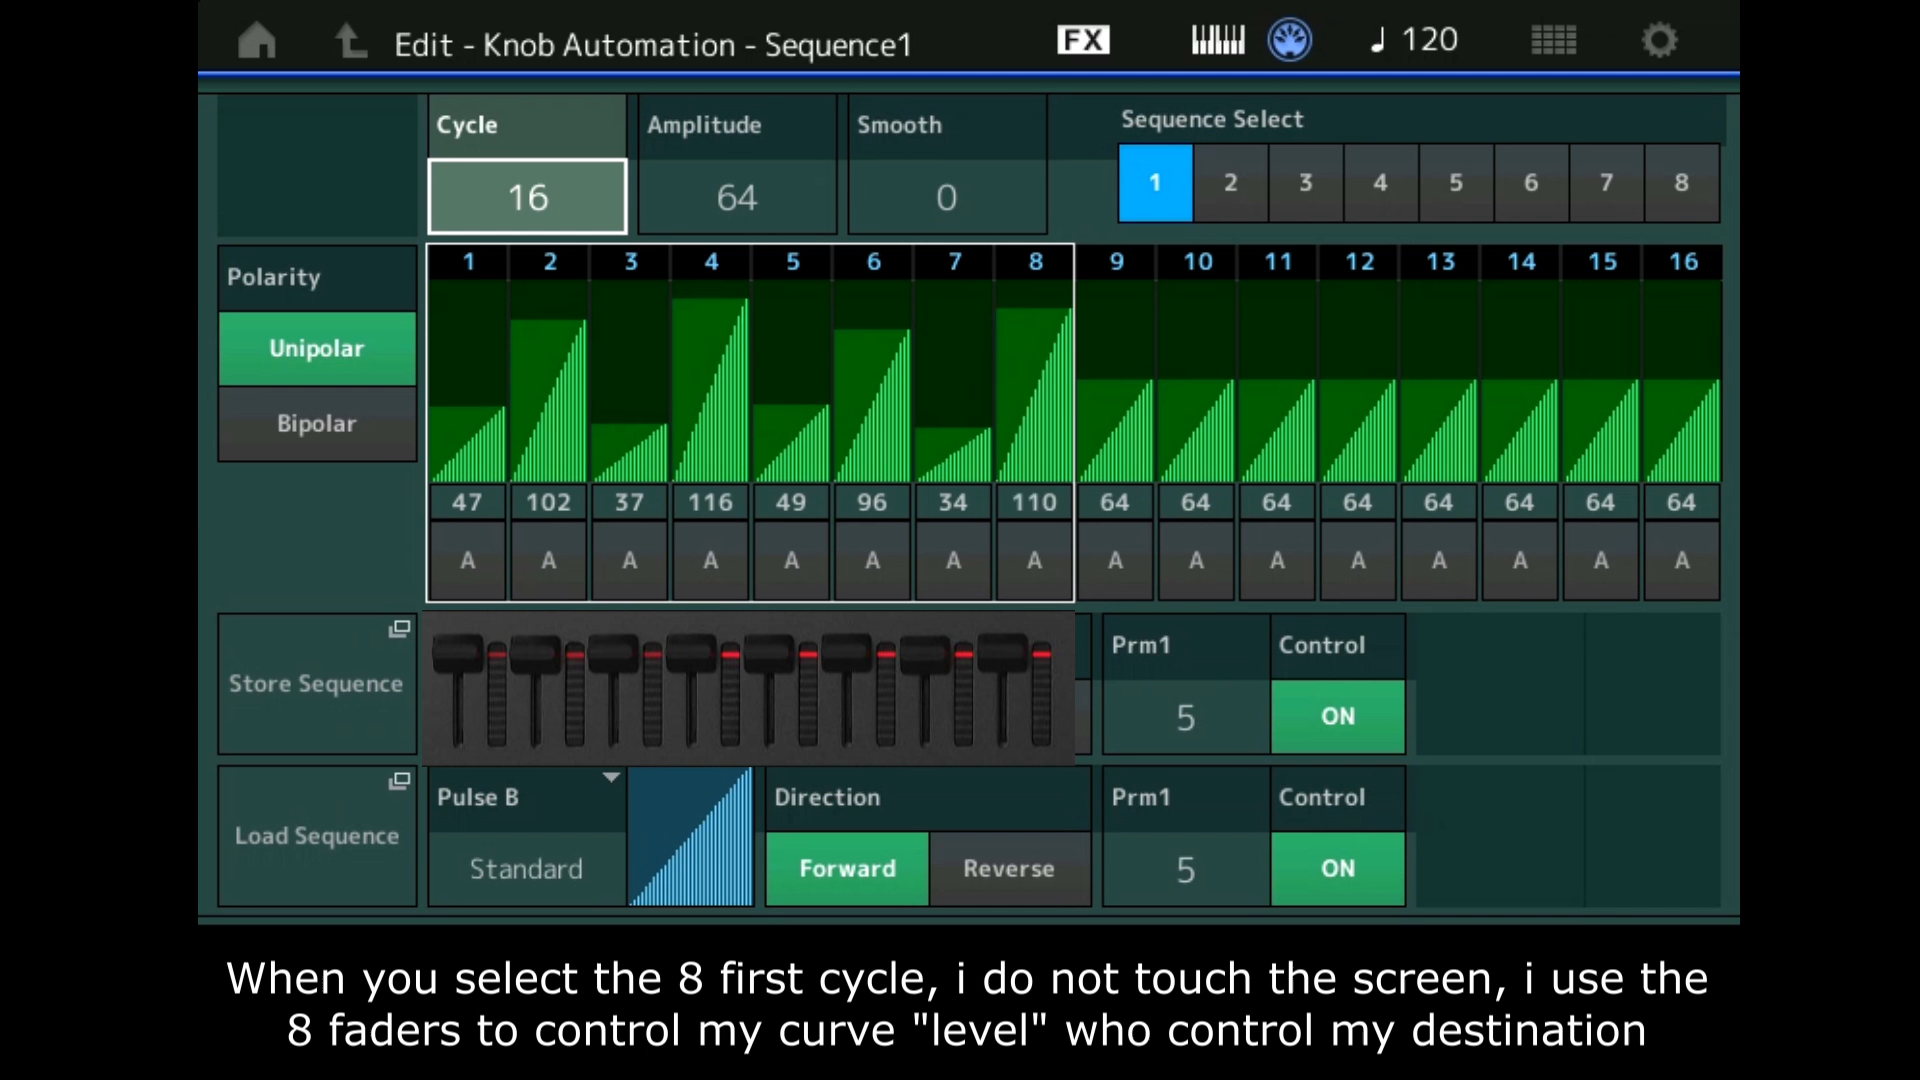 Edit - Knob Automation - Sequence1 FX ♩ 120
Cycle Amplitude Smooth Sequence Select
16 64 0 1 2 3 4 5 6 7 8
Polarity
1 2 3 4 5 6 7 8 9 10 11 12 13 14 15 16
Unipolar
Bipolar
47 102 37 116 49 96 34 110 64 64 64 64 64 64 64 64
A A A A A A A A A A A A A A A A
Store Sequence
Prm1 Control
5 ON
Load Sequence
Pulse B Direction Prm1 Control
Standard Forward Reverse 5 ON
When you select the 8 first cycle, i do not touch the screen, i use the
8 faders to control my curve "level" who control my destination